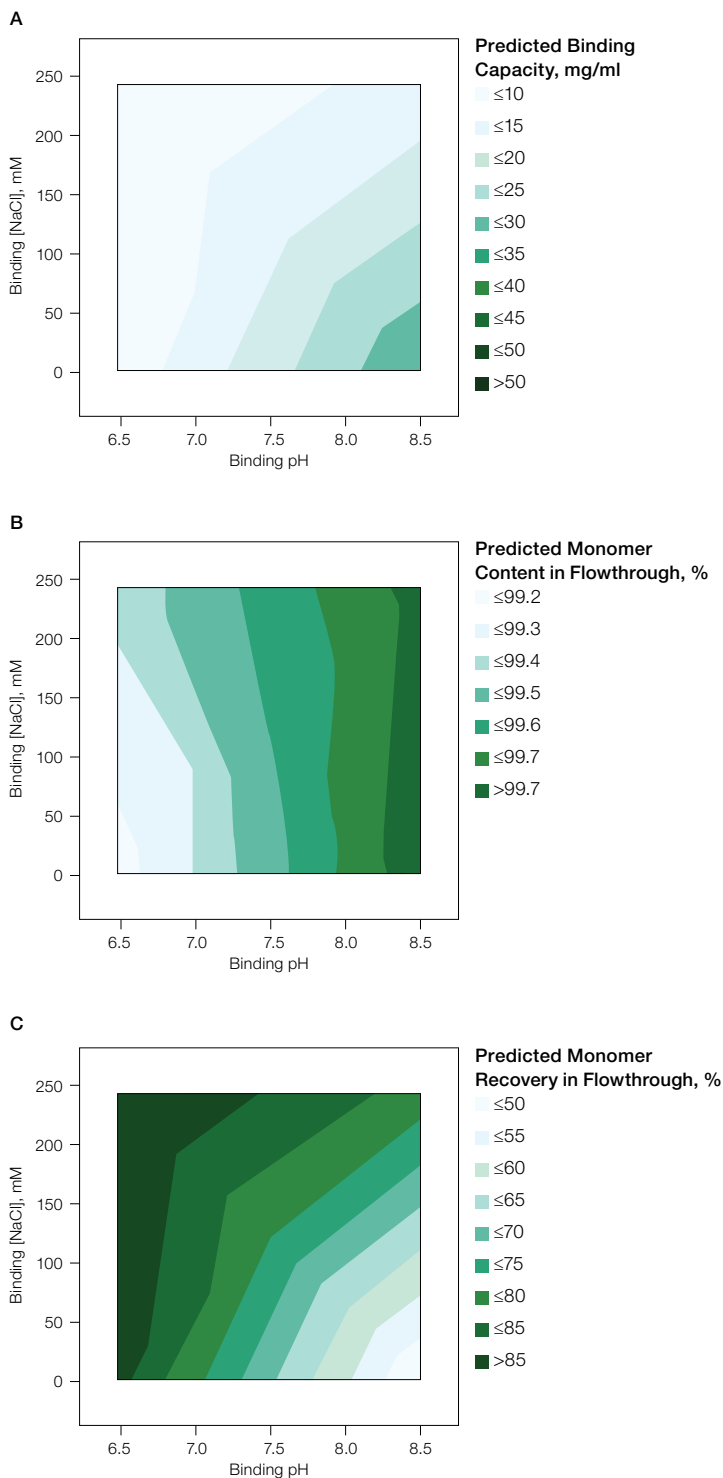 A
Predicted Binding
Capacity, mg/ml
≤10
≤15
≤20
≤25
≤30
≤35
≤40
≤45
≤50
>50
250
200
150
100
50
0
Binding [NaCl], mM
6.5 7.0 7.5 8.0 8.5
Binding pH
B
Predicted Monomer
Content in Flowthrough, %
≤99.2
≤99.3
≤99.4
≤99.5
≤99.6
≤99.7
>99.7
250
200
150
100
50
0
Binding [NaCl], mM
6.5 7.0 7.5 8.0 8.5
Binding pH
C
Predicted Monomer
Recovery in Flowthrough, %
≤50
≤55
≤60
≤65
≤70
≤75
≤80
≤85
>85
250
200
150
100
50
0
Binding [NaCl], mM
6.5 7.0 7.5 8.0 8.5
Binding pH